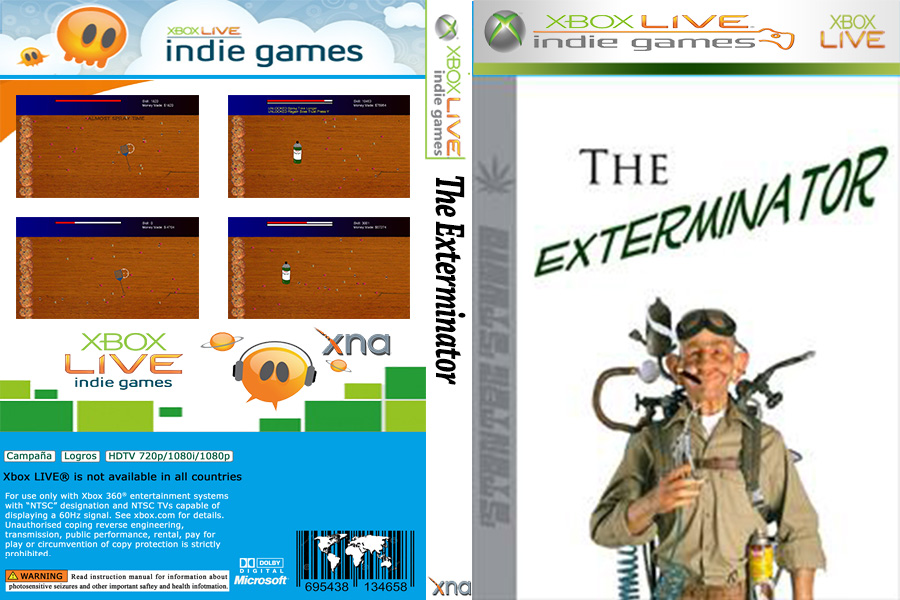 XBOX LIVE
indie games
ALMOST SPRAY TIME
XBOX
LIVE
indie games
xna
Campaña
Logros
HDTV 720p/1080i/1080p
Xbox LIVE® is not available in all countries
For use only with Xbox 360® entertainment systems
with "NTSC" designation and NTSC TVs capable of
displaying a 60Hz signal. See xbox.com for details.
Unauthorised coping reverse engineering,
transmission, public performance, rental, pay for
play or circumvention of copy protection is strictly
prohibited.
WARNING Read instruction manual for information about
photosensitive seizures and other important saftey and health infotmation.
DOLBY
DIGITAL
Microsoft
695438 134658
XBOX LIVE
indie games
The Exterminator
xna
XBOX LIVE
indie games
XBOX
LIVE
THE
EXTERMINATOR